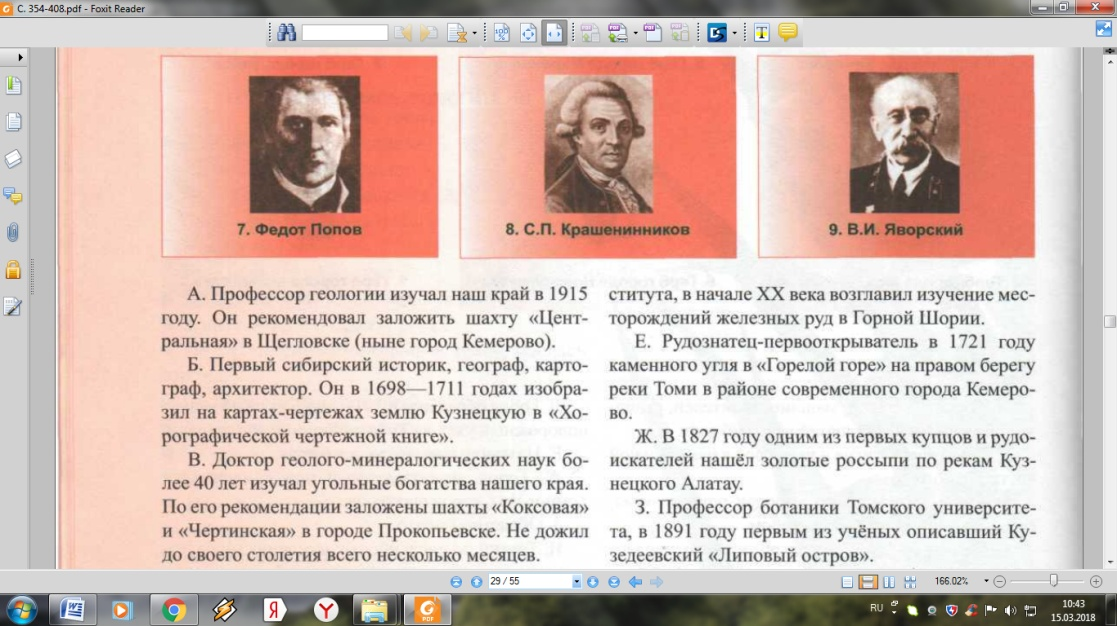 С. 354-408.pdf - Foxit Reader
7. Федот Попов
8. С.П. Крашенинников
9. В.И. Яворский
А. Профессор геологии изучал наш край в 1915
году. Он рекомендовал заложить шахту «Цент-
ральная» в Щегловске (ныне город Кемерово).
Б. Первый сибирский историк, географ, карто-
граф, архитектор. Он в 1698—1711 годах изобра-
зил на картах-чертежах землю Кузнецкую в «Хо-
рографической чертежной книге».
В. Доктор геолого-минералогических наук бо-
лее 40 лет изучал угольные богатства нашего края.
По его рекомендации заложены шахты «Коксовая»
и «Чертинская» в городе Прокопьевске. Не дожил
до своего столетия всего несколько месяцев.
ститута, в начале XX века возглавил изучение мес-
торождений железных руд в Горной Шории.
Е. Рудознатец-первооткрыватель в 1721 году
каменного угля в «Горелой горе» на правом берегу
реки Томи в районе современного города Кемеро-
во.
Ж. В 1827 году одним из первых купцов и рудо-
искателей нашёл золотые россыпи по рекам Куз-
нецкого Алатау.
З. Профессор ботаники Томского университе-
та, в 1891 году первым из учёных описавший Ку-
зедеевский «Липовый остров».
29 / 55
166.02%
RU
10:43
15.03.2018